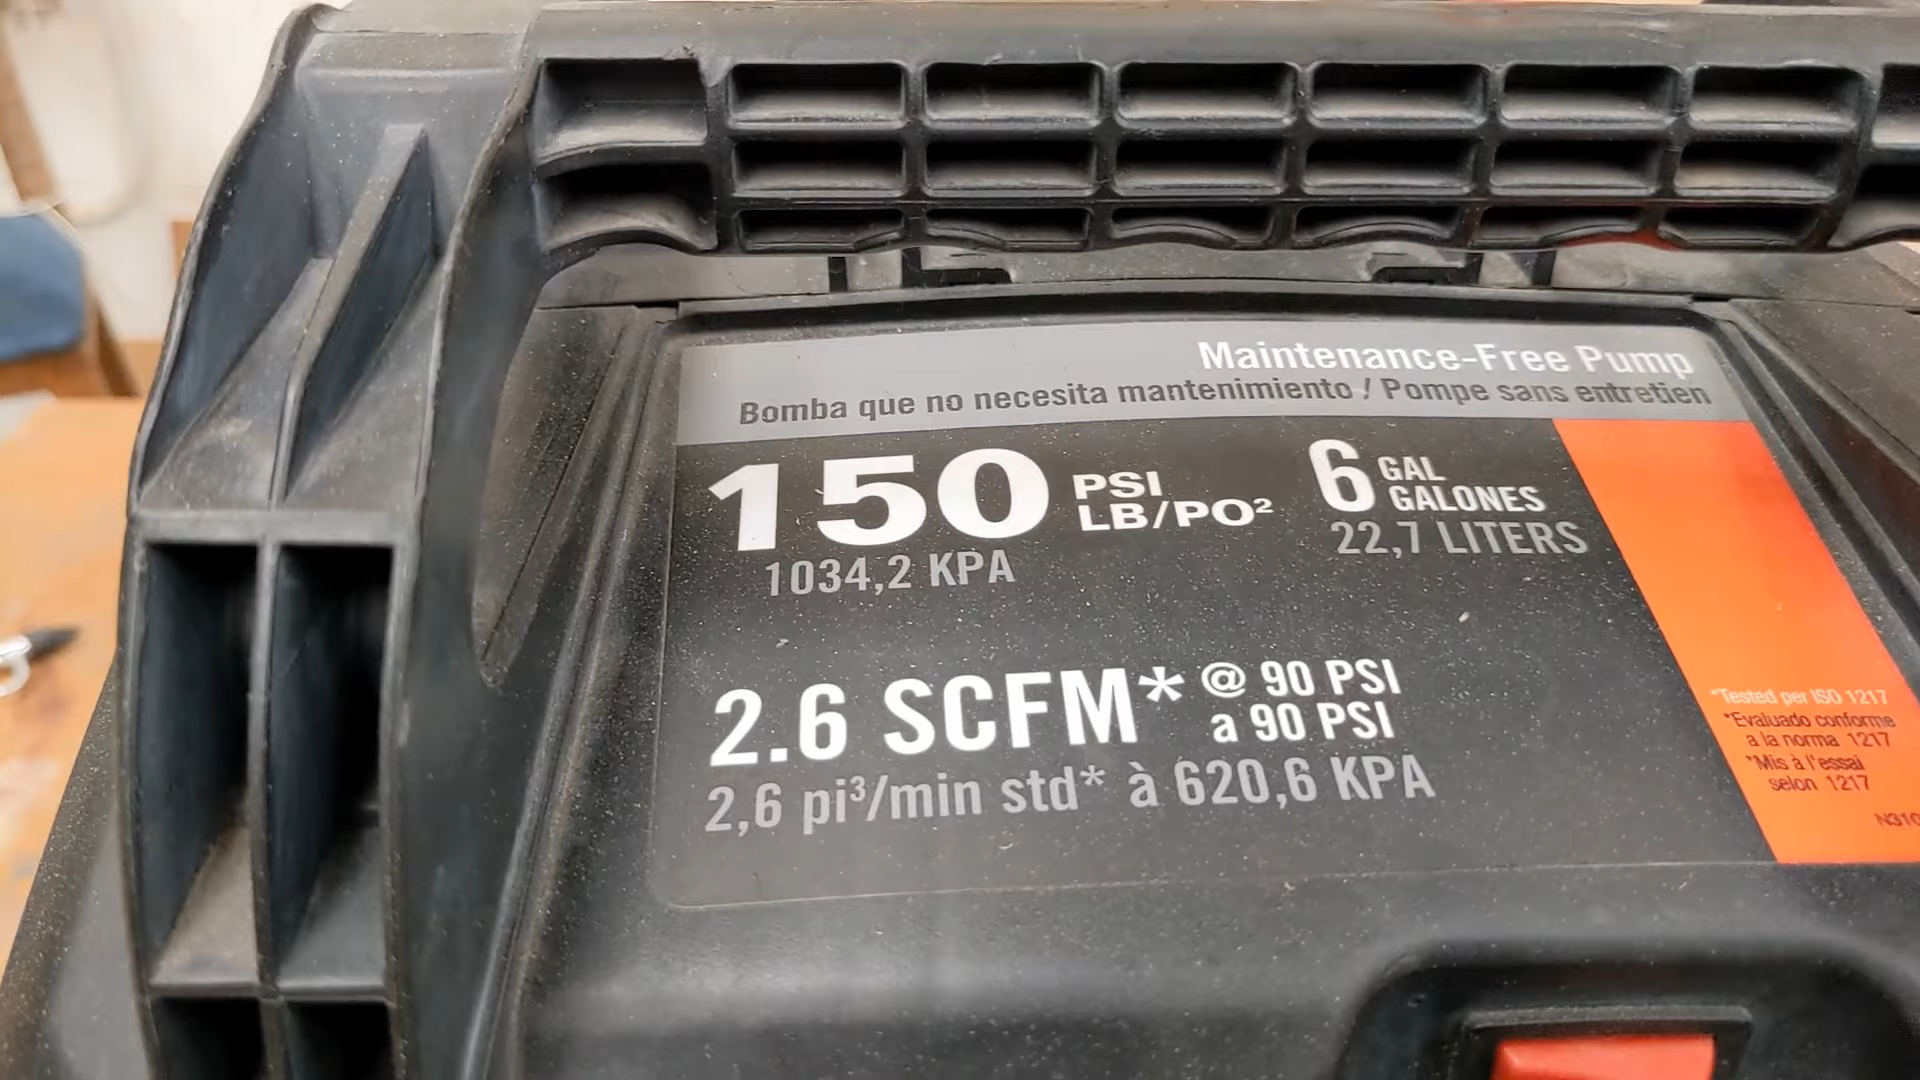 Maintenance-Free Pump
Bomba que no necesita mantenimiento / Pompe sans entretien
150 PSI
LB/PO²
1034,2 KPA
6 GAL
GALONES
22,7 LITERS
2.6 SCFM* @ 90 PSI
a 90 PSI
2,6 pi³/min std* à 620,6 KPA
*Tested per ISO 1217
*Evaluado conforme
a la norma 1217
*Mis à l'essai
selon 1217
N310